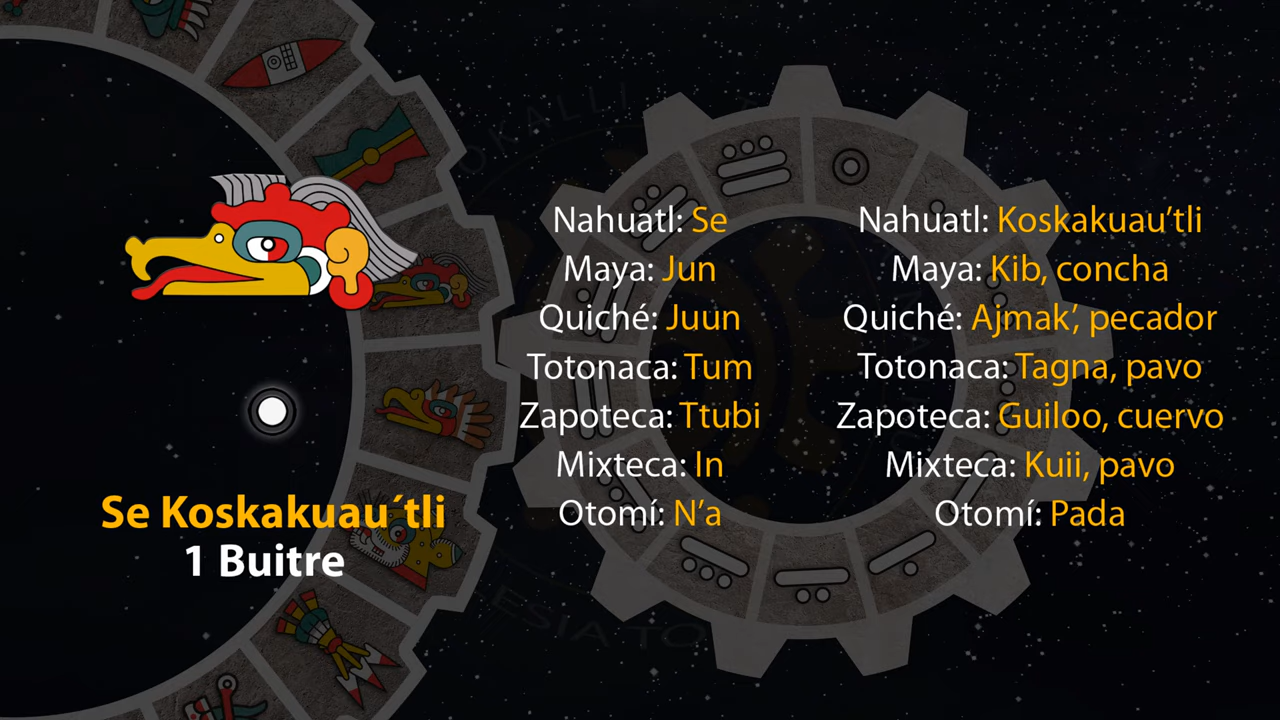 Nahuatl: Se
Maya: Jun
Quiché: Juun
Totonaca: Tum
Zapoteca: Ttubi
Mixteca: In
Otomí: N’a
Nahuatl: Koskakuau’tli
Maya: Kib, concha
Quiché: Ajmak’, pecador
Totonaca: Tagna, pavo
Zapoteca: Guiloo, cuervo
Mixteca: Kuii, pavo
Otomí: Pada
Se Koskakuau´tli
1 Buitre